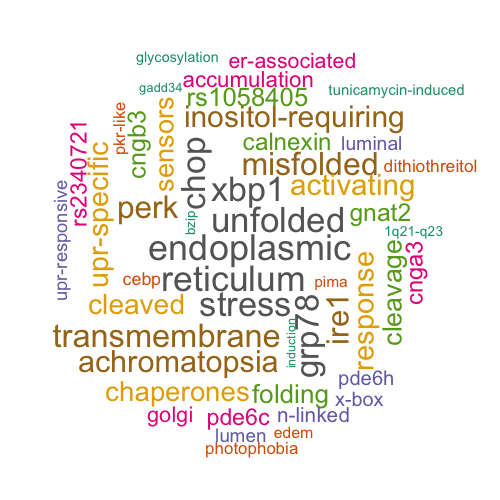 glycosylation
er-associated
gadd34
accumulation
tunicamycin-induced
rs1058405
pkr-like
cngb3
sensors
inositol-requiring
rs2340721
calnexin
luminal
chop
misfolded
dithiothreitol
upr-specific
xbp1
activating
upr-responsive
perk
bzip
unfolded
gnat2
1q21-q23
endoplasmic
cleavage
cnga3
cebp
reticulum
pima
response
cleaved
stress
grp78
ire1
transmembrane
induction
achromatopsia
chaperones
folding
pde6h
x-box
golgi
pde6c
n-linked
lumen
edem
photophobia